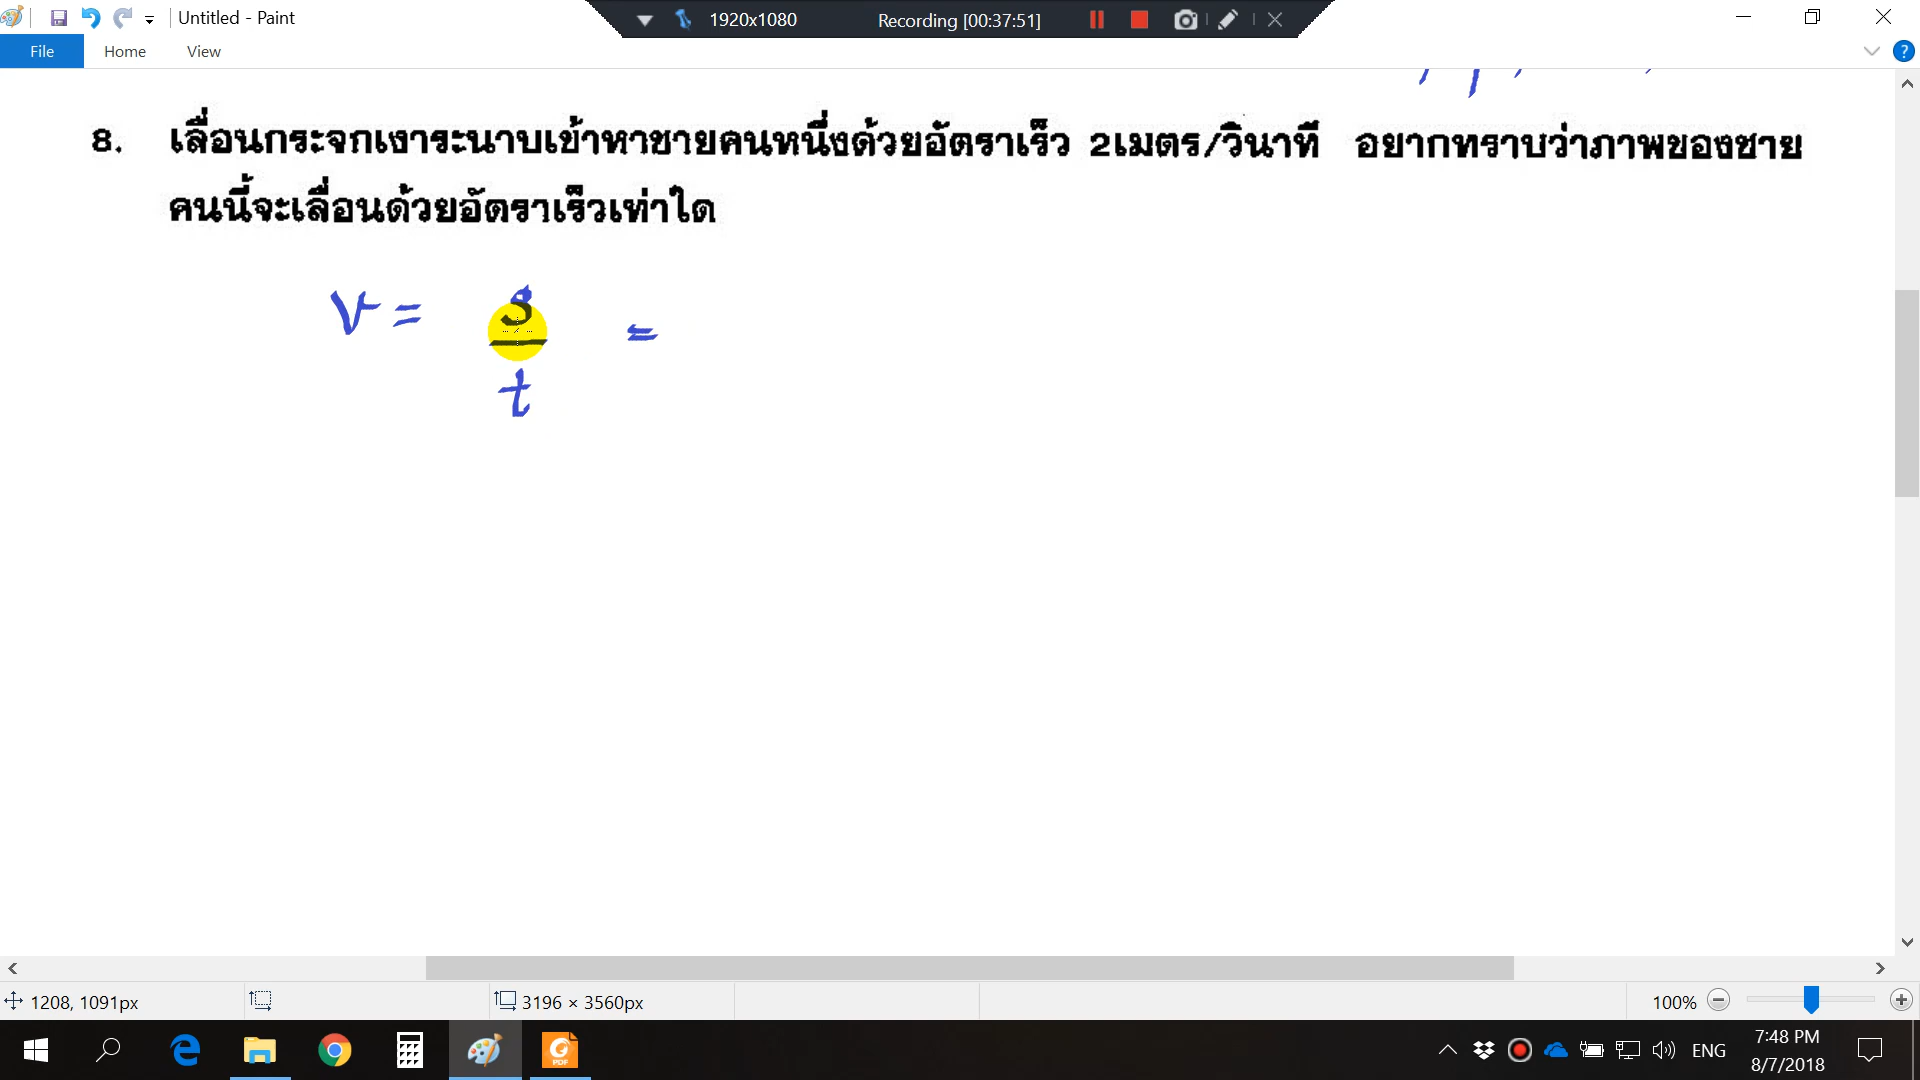 Untitled - Paint
1920x1080
Recording [00:37:51]
File
Home
View
?
8. เลื่อนกระจกเงาระนาบเข้าหาชายคนหนึ่งด้วยอัตราเร็ว 2เมตร/วินาที อยากทราบว่าภาพของชาย
คนนี้จะเลื่อนด้วยอัตราเร็วเท่าใด
v = s =
t
1208, 1091px
3196 × 3560px
100%
PDF
ENG
7:48 PM
8/7/2018